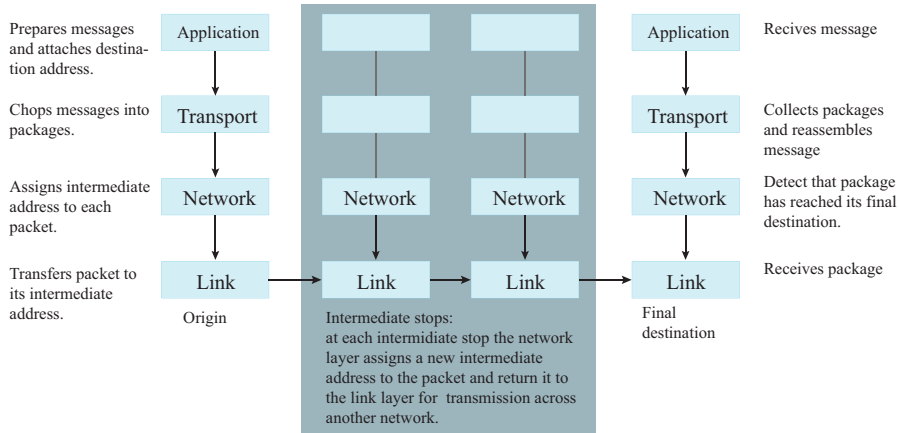 Prepares messages
and attaches destina-
tion address.
Application
Application
Recives message
Chops messages into
packages.
Transport
Transport
Collects packages
and reassembles
message
Assigns intermediate
address to each
packet.
Network
Network
Network
Network
Detect that package
has reached its final
destination.
Transfers packet to
its intermediate
address.
Link
Link
Link
Link
Receives package
Origin
Intermediate stops:
at each intermidiate stop the network
layer assigns a new intermediate
address to the packet and return it to
the link layer for transmission across
another network.
Final
destination